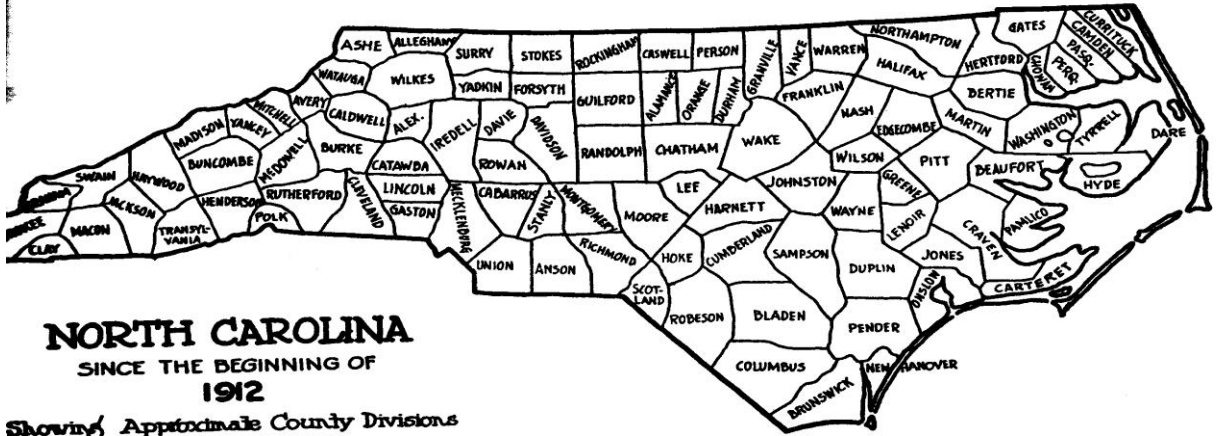 ASHE
ALLEGHANY
SURRY
STOKES
ROCKINGHAM
CASWELL
PERSON
GRANVILLE
VANCE
WARREN
NORTHAMPTON
GATES
CURRITUCK
CAMDEN
PASQ.
PERQ.
CHOWAN
HERTFORD
HALIFAX
BERTIE
WATAUGA
WILKES
YADKIN
FORSYTH
GUILFORD
ALAMANCE
ORANGE
DURHAM
FRANKLIN
NASH
EDGECOMBE
MARTIN
WASHINGTON
TYRRELL
DARE
MITCHELL
AVERY
CALDWELL
ALEX.
IREDELL
DAVIE
DAVIDSON
RANDOLPH
CHATHAM
WAKE
WILSON
PITT
BEAUFORT
HYDE
MADISON
YANCEY
BUNCOMBE
MCDOWELL
BURKE
CATAWBA
ROWAN
SWAIN
HAYWOOD
HENDERSON
RUTHERFORD
CLEVELAND
LINCOLN
GASTON
MECKLENBURG
CABARRUS
STANLY
MONTGOMERY
MOORE
LEE
HARNETT
JOHNSTON
WAYNE
GREENE
LENOIR
CRAVEN
PAMLICO
JACKSON
MACON
CLAY
TRANSYL-
VANIA
POLK
UNION
ANSON
RICHMOND
HOKE
CUMBERLAND
SAMPSON
DUPLIN
JONES
ONSLOW
CARTERET
SCOT-
LAND
ROBESON
BLADEN
PENDER
COLUMBUS
BRUNSWICK
NEW HANOVER
NORTH CAROLINA
SINCE THE BEGINNING OF
1912
Showing Approximate County Divisions